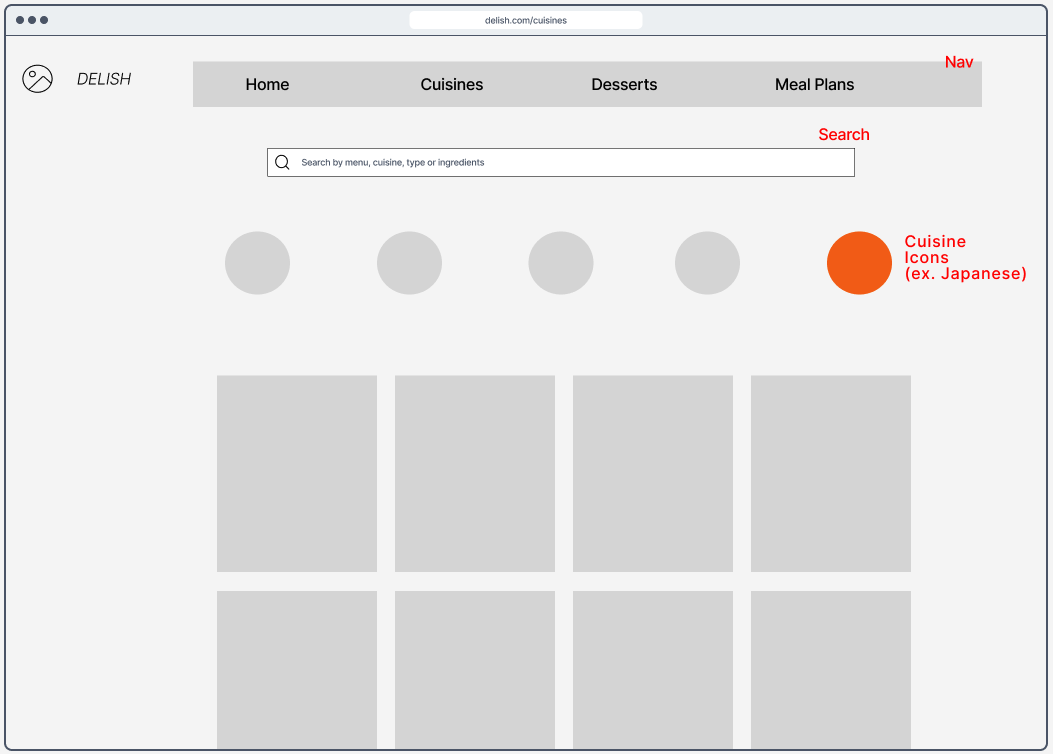 delish.com/cuisines
Nav
DELISH
Home
Cuisines
Desserts
Meal Plans
Search
Search by menu, cuisine, type or ingredients
Cuisine
Icons
(ex. Japanese)